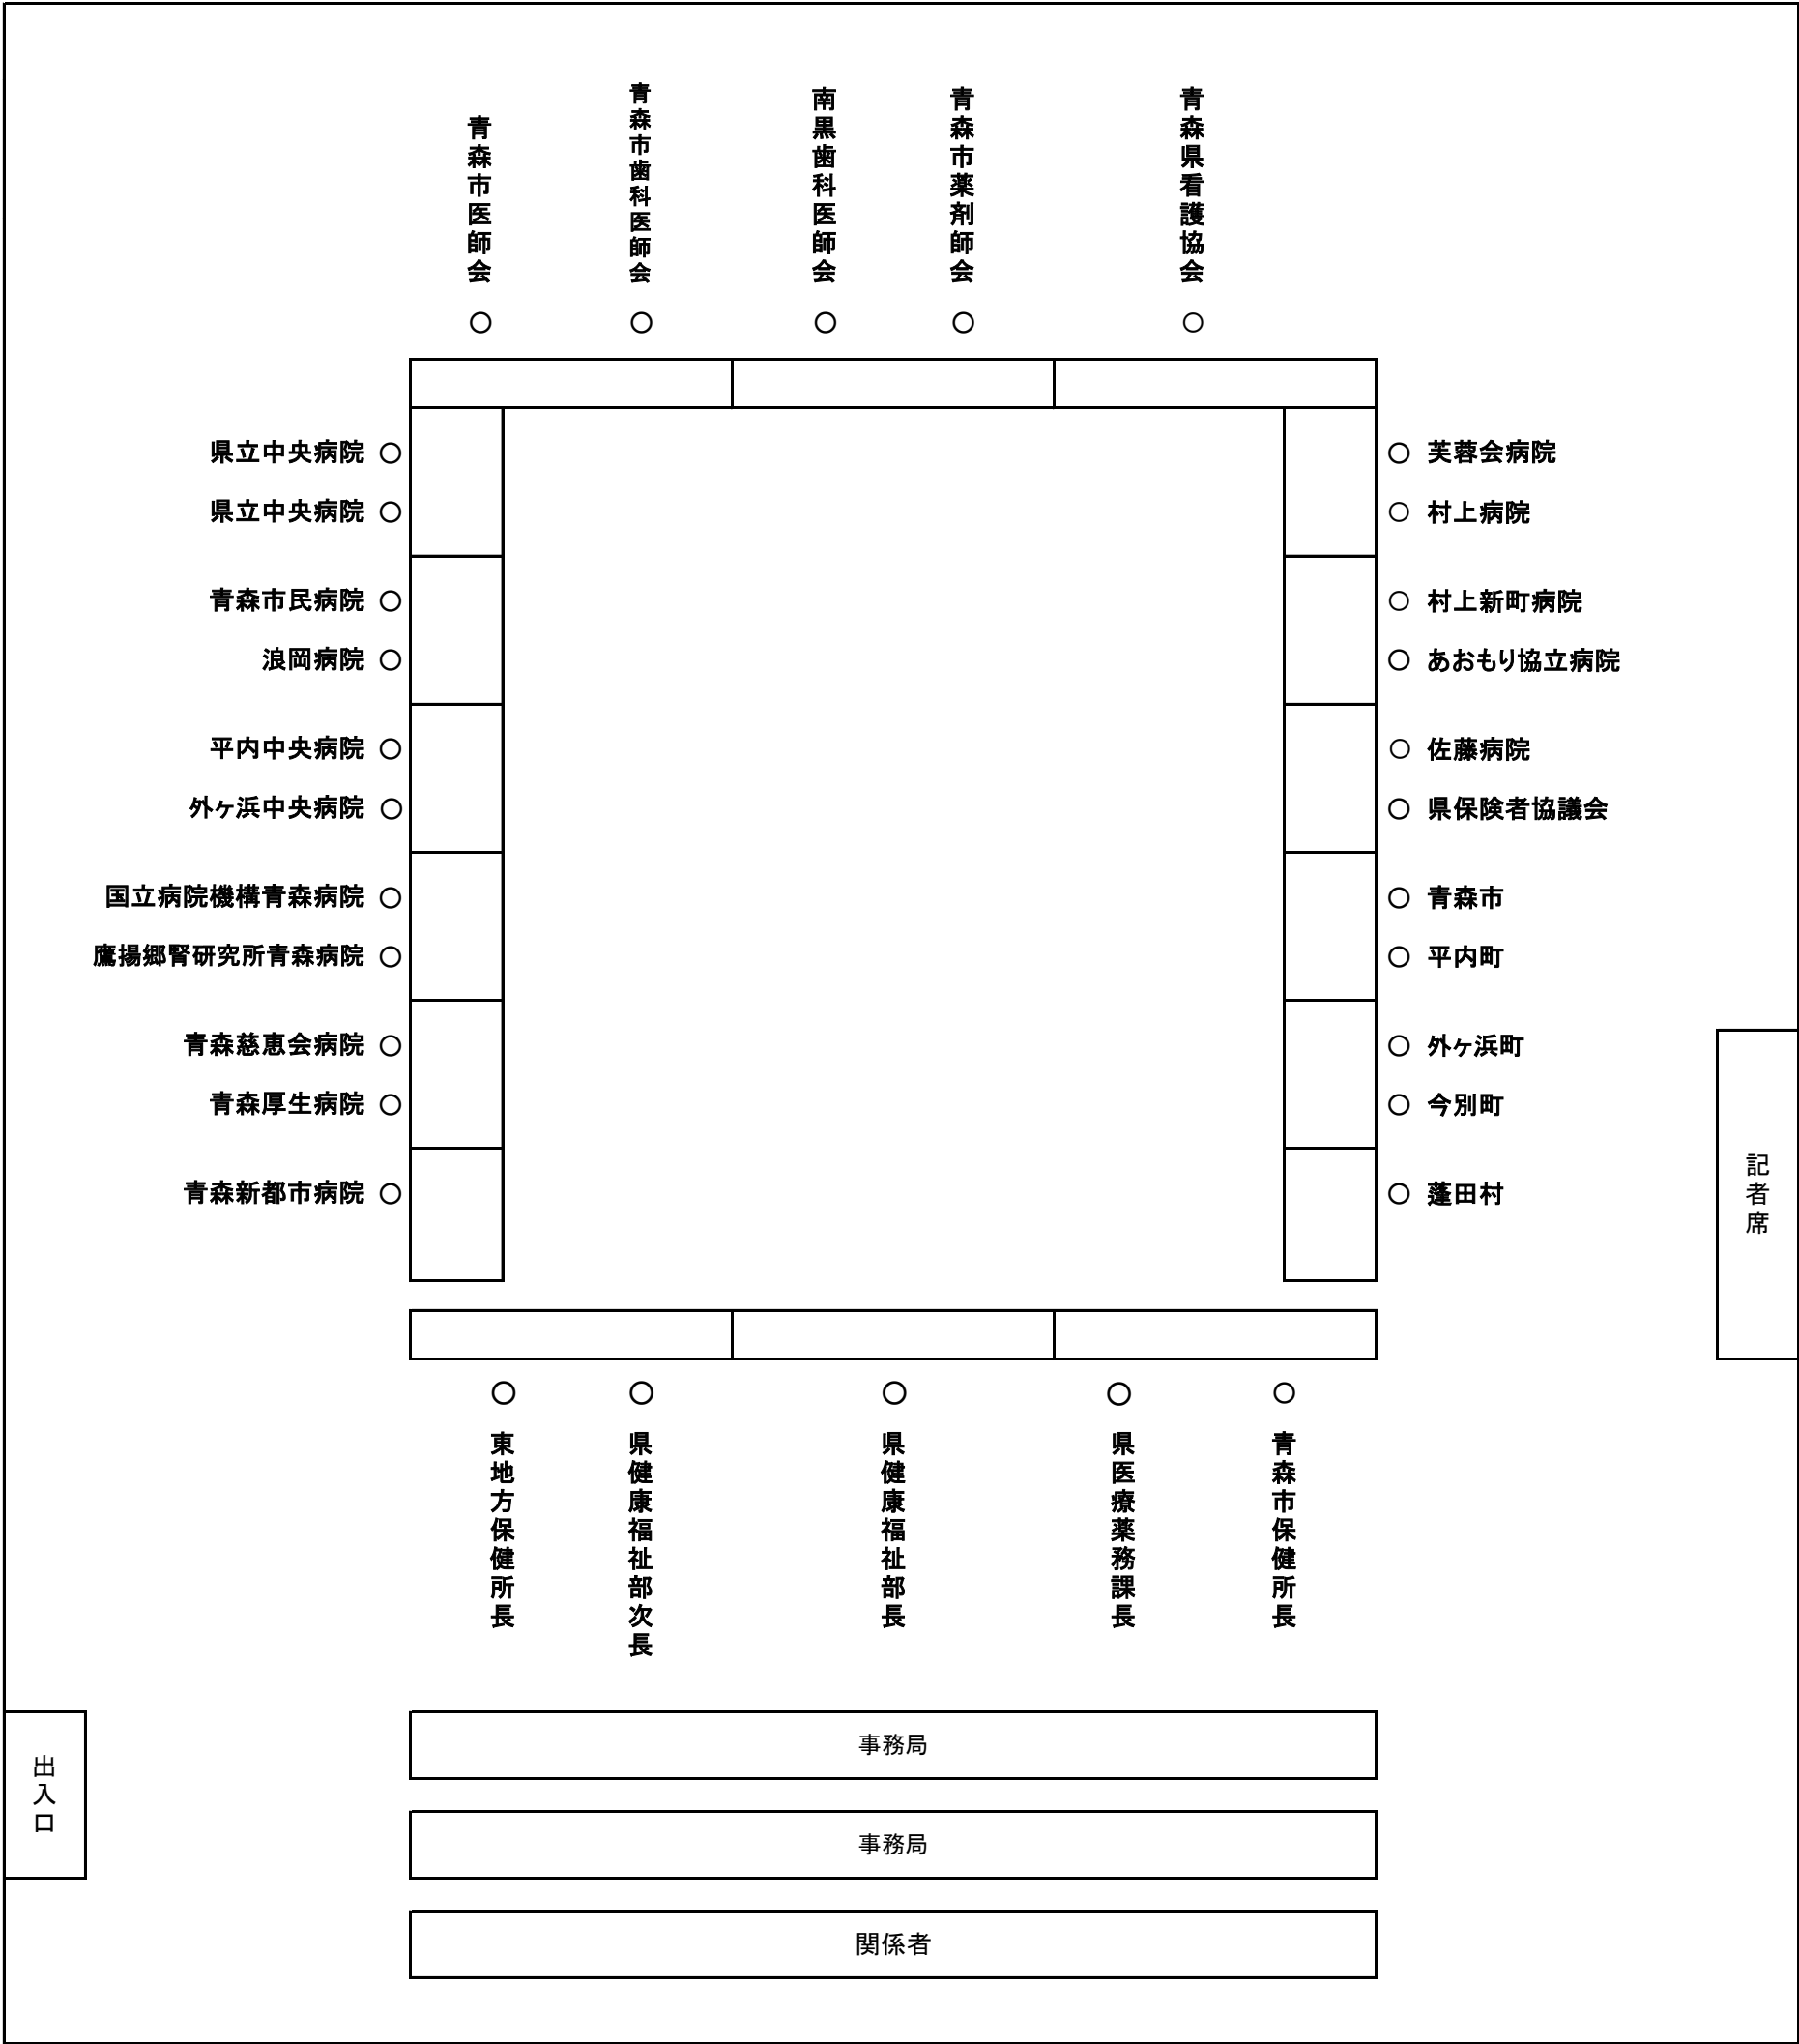 青森市医師会
青森市歯科医師会
南黒歯科医師会
青森市薬剤師会
青森県看護協会
県立中央病院
県立中央病院
青森市民病院
浪岡病院
平内中央病院
外ヶ浜中央病院
国立病院機構青森病院
鷹揚郷腎研究所青森病院
青森慈恵会病院
青森厚生病院
青森新都市病院
芙蓉会病院
村上病院
村上新町病院
あおもり協立病院
佐藤病院
県保険者協議会
青森市
平内町
外ヶ浜町
今別町
蓬田村
記者席
東地方保健所長
県健康福祉部次長
県健康福祉部長
県医療薬務課長
青森市保健所長
出入口
事務局
事務局
関係者